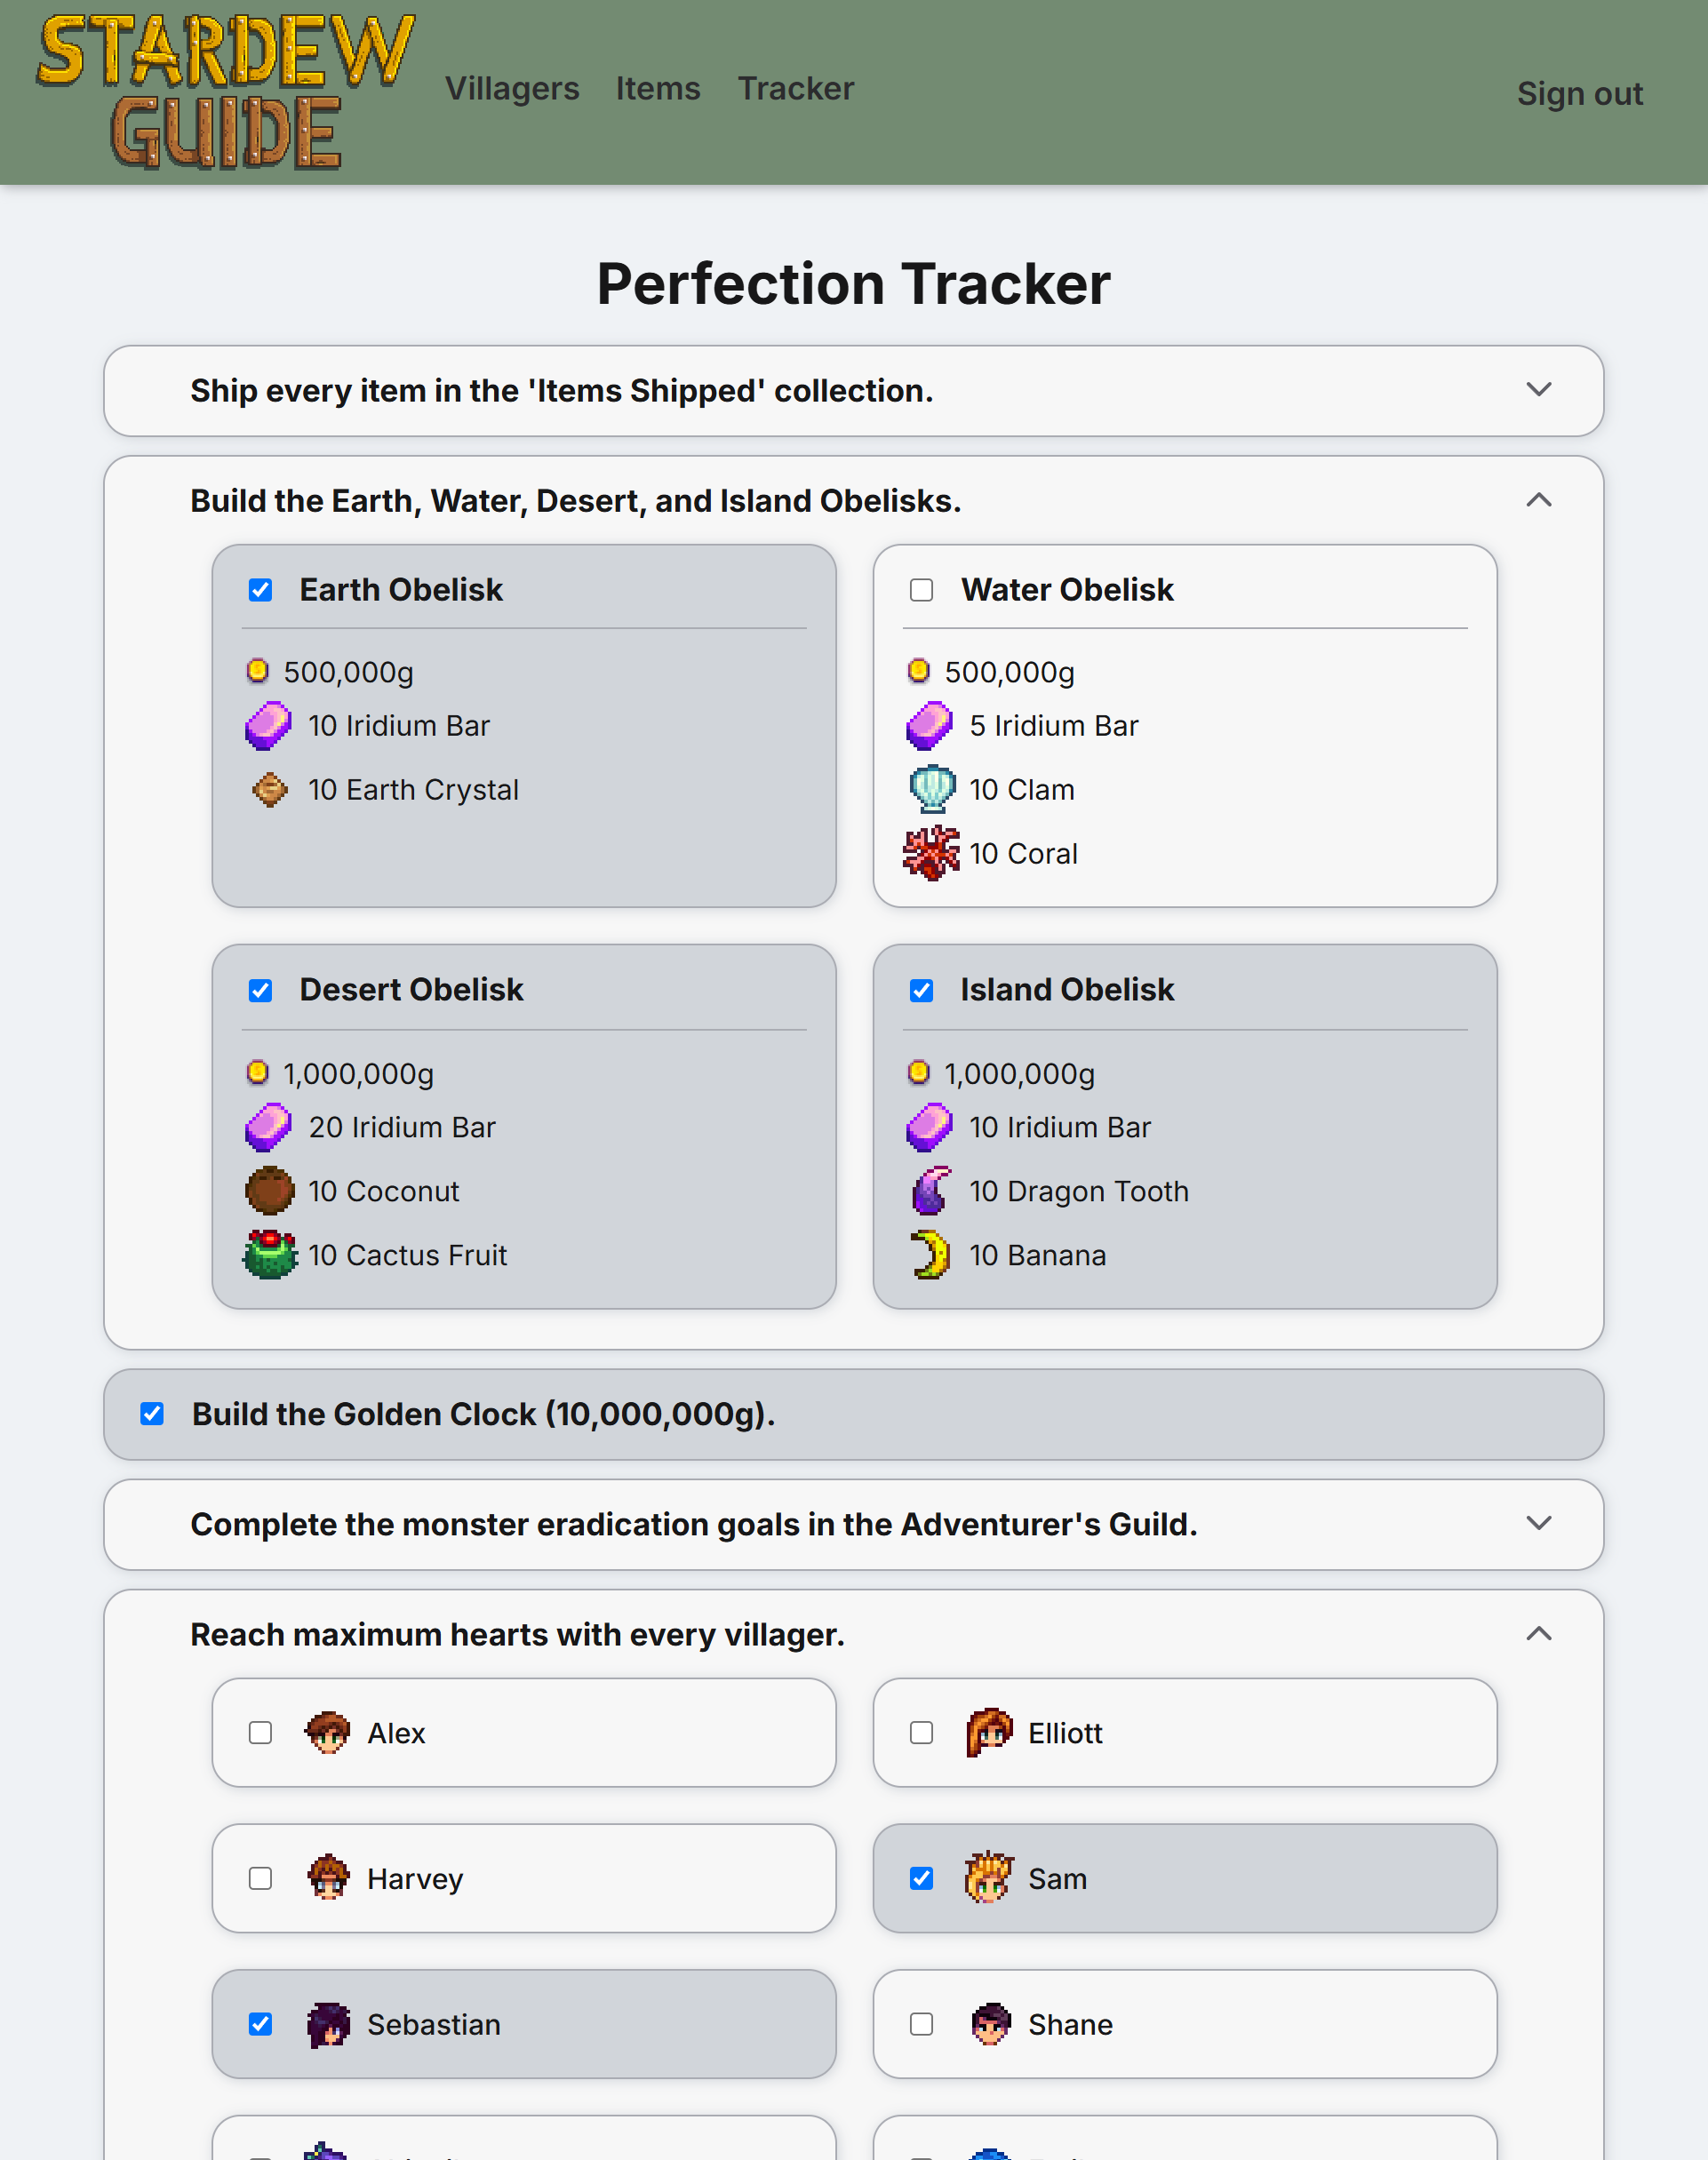 STARDEW
GUIDE
Villagers Items Tracker Sign out
Perfection Tracker
Ship every item in the 'Items Shipped' collection.
Build the Earth, Water, Desert, and Island Obelisks.
Earth Obelisk
500,000g
10 Iridium Bar
10 Earth Crystal
Water Obelisk
500,000g
5 Iridium Bar
10 Clam
10 Coral
Desert Obelisk
1,000,000g
20 Iridium Bar
10 Coconut
10 Cactus Fruit
Island Obelisk
1,000,000g
10 Iridium Bar
10 Dragon Tooth
10 Banana
Build the Golden Clock (10,000,000g).
Complete the monster eradication goals in the Adventurer's Guild.
Reach maximum hearts with every villager.
Alex
Elliott
Harvey
Sam
Sebastian
Shane